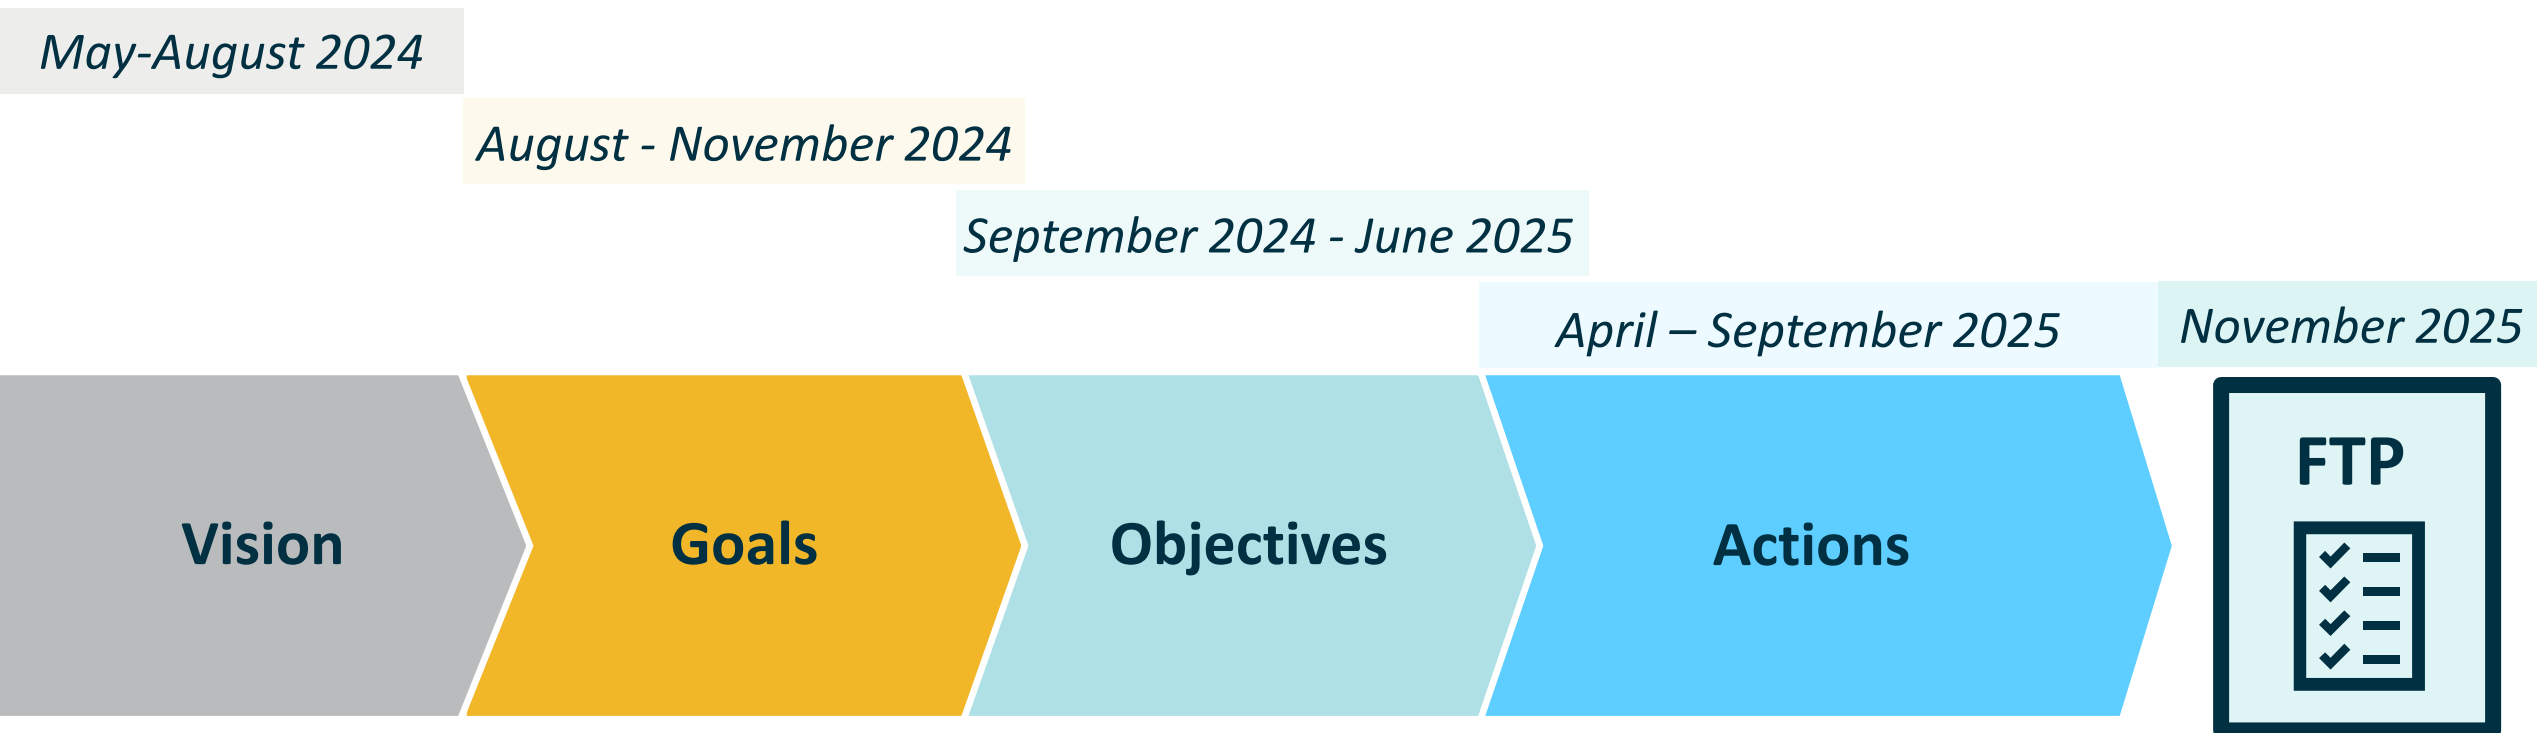 May-August 2024
August - November 2024
September 2024 - June 2025
April – September 2025
November 2025
Vision
Goals
Objectives
Actions
FTP